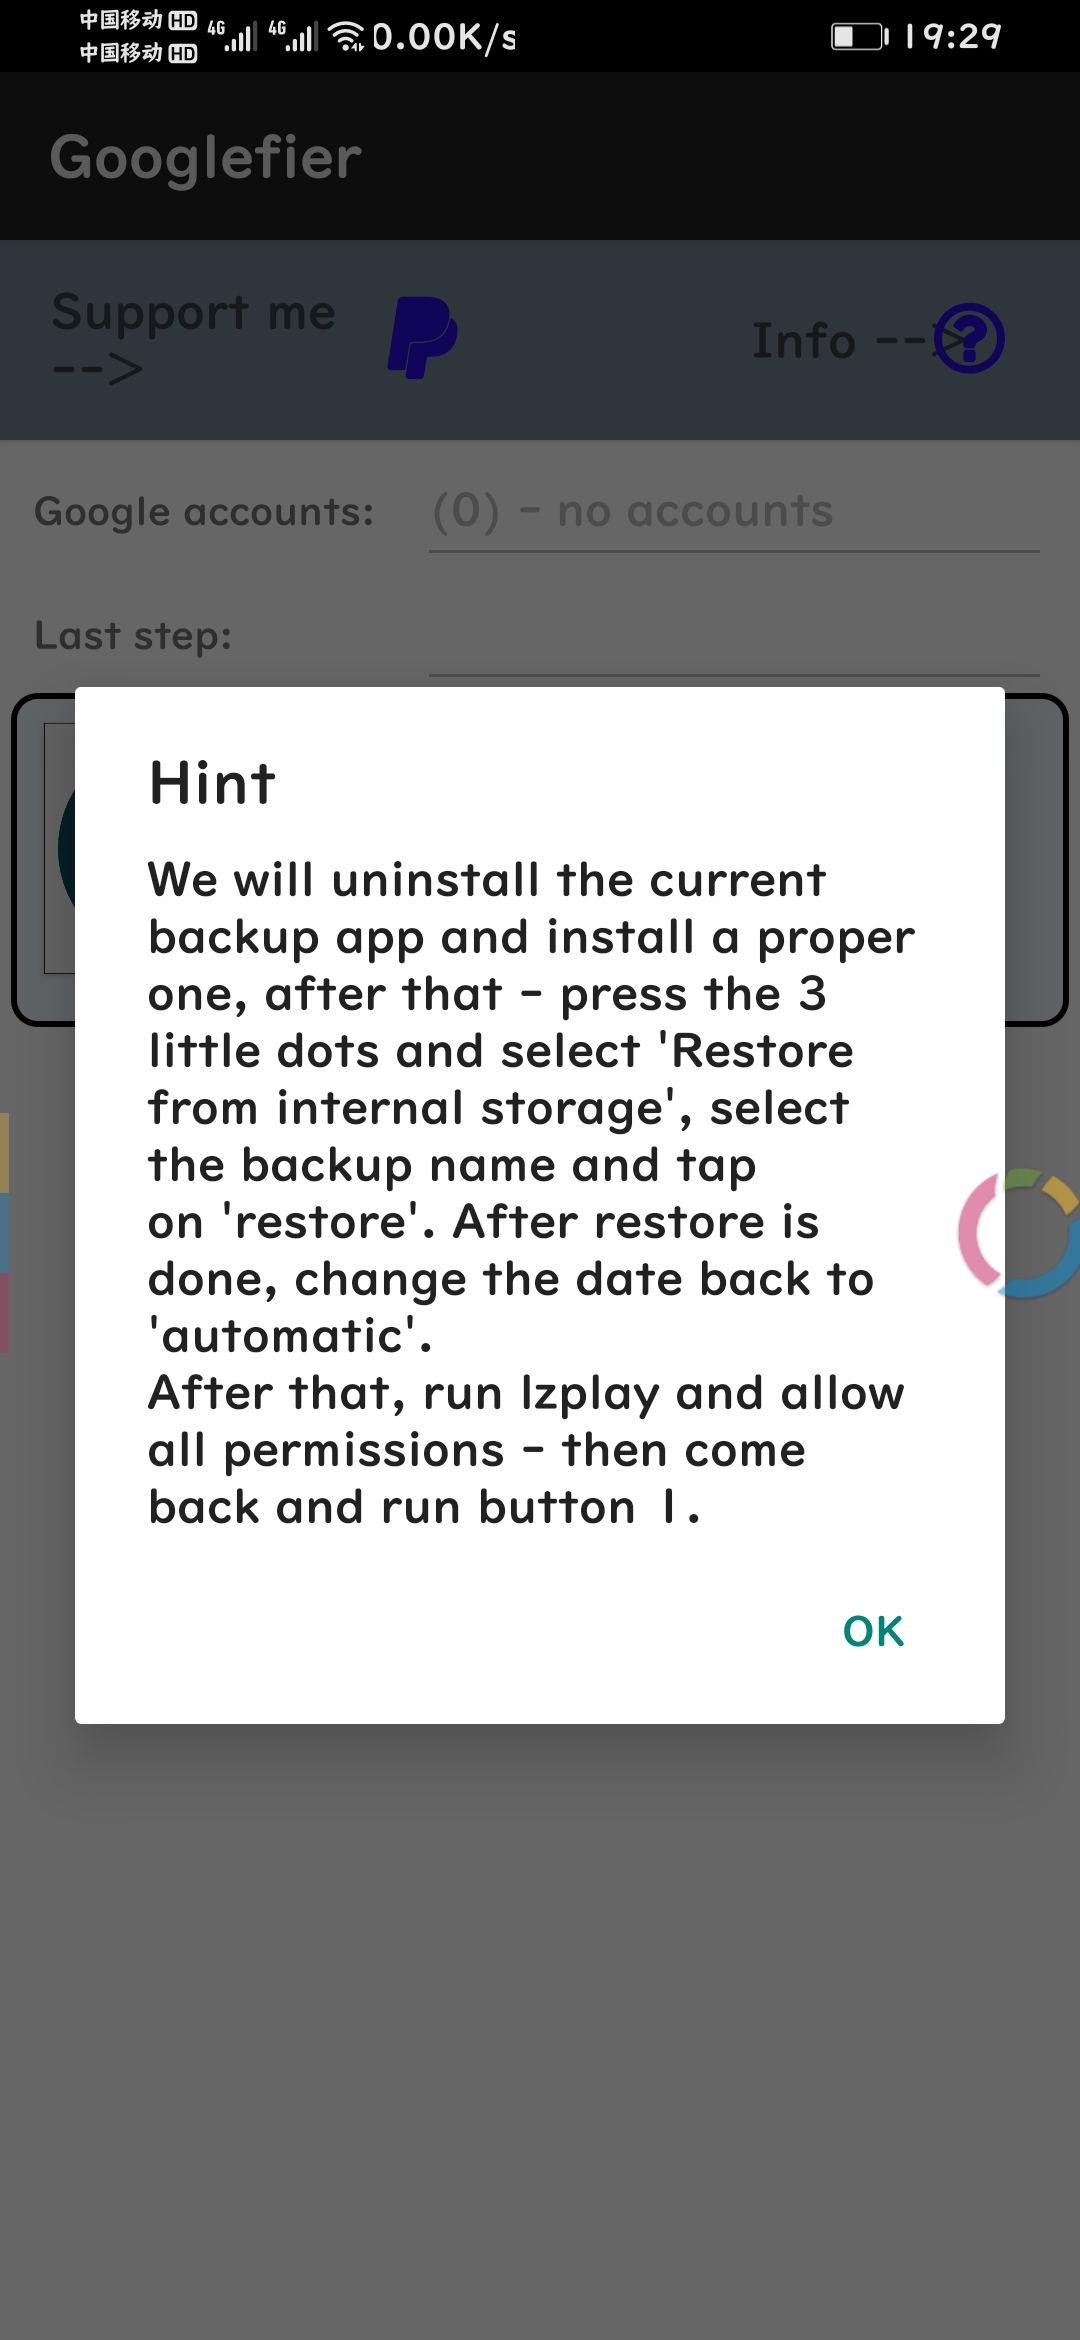 中国移动 HD 4G 4G 0.00K/s 19:29
中国移动 HD
Googlefier
Support me
-->
Info -->
Google accounts: (0) - no accounts
Last step:
Hint
We will uninstall the current
backup app and install a proper
one, after that - press the 3
little dots and select 'Restore
from internal storage', select
the backup name and tap
on 'restore'. After restore is
done, change the date back to
'automatic'.
After that, run lzplay and allow
all permissions - then come
back and run button 1.
OK